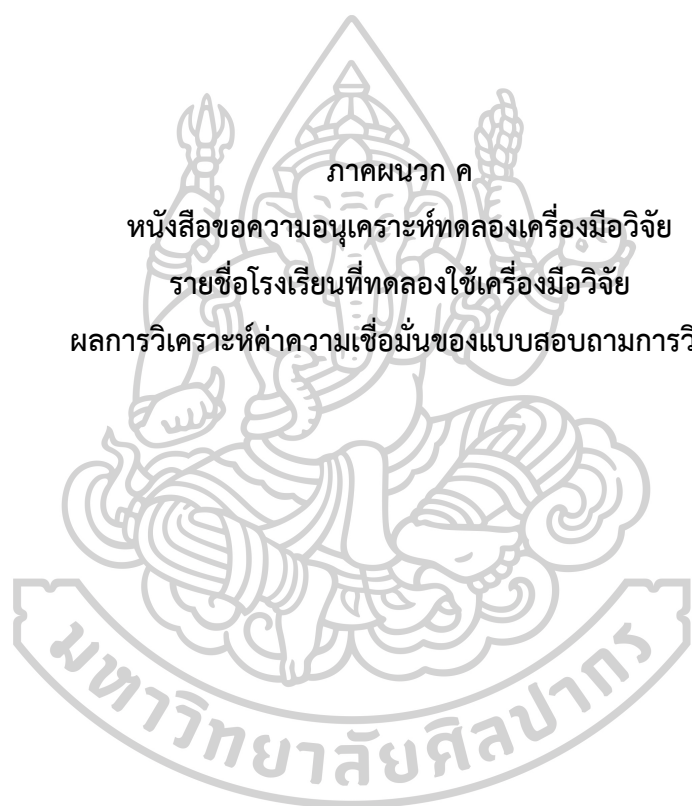 ภาคผนวก ค
หนังสือขอความอนุเคราะห์ทดลองเครื่องมือวิจัย
รายชื่อโรงเรียนที่ทดลองใช้เครื่องมือวิจัย
ผลการวิเคราะห์ค่าความเชื่อมั่นของแบบสอบถามการวิ
มหาวิทยาลัยศิลปากร